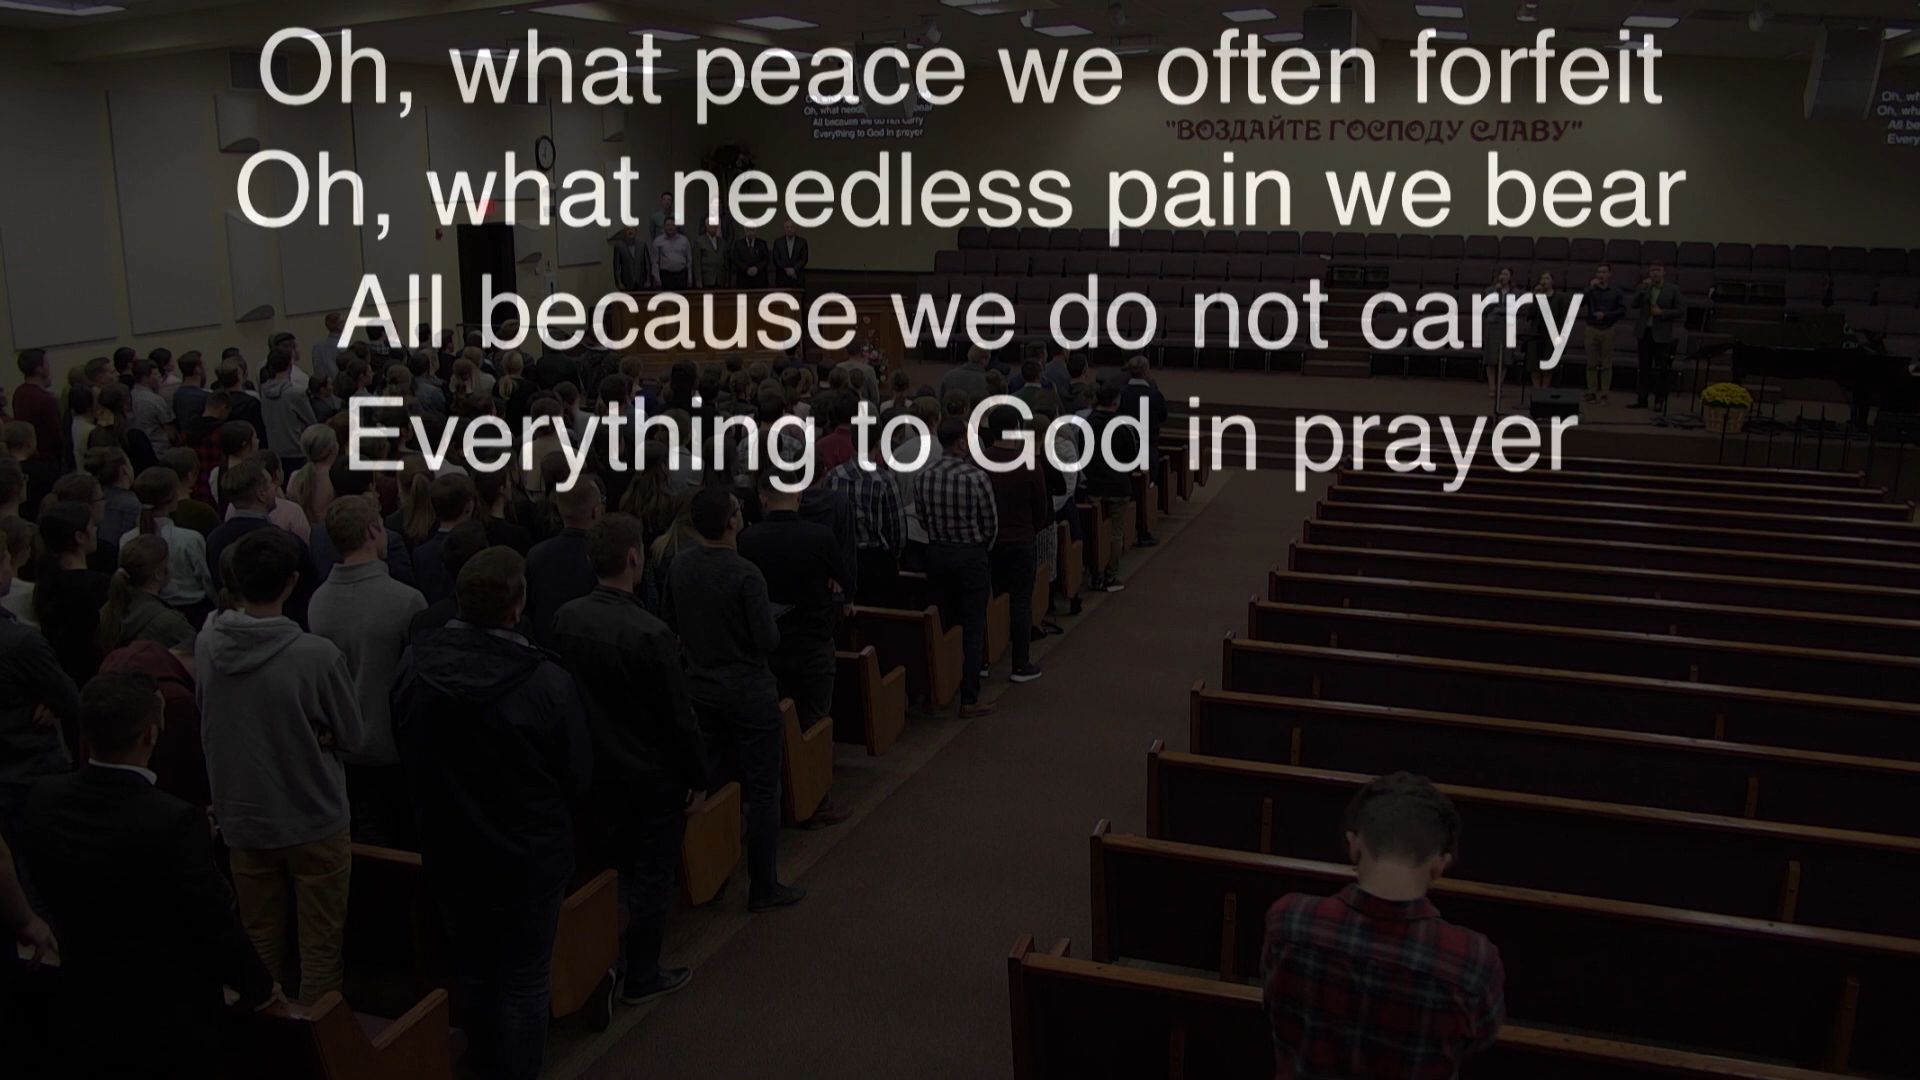 Oh, what peace we often forfeit
Oh, what needless pain we bear
All because we do not carry
Everything to God in prayer
"ВОЗДАЙТЕ ГОСПОДУ СЛАВУ"
All because we do not carry
Everything to God in prayer